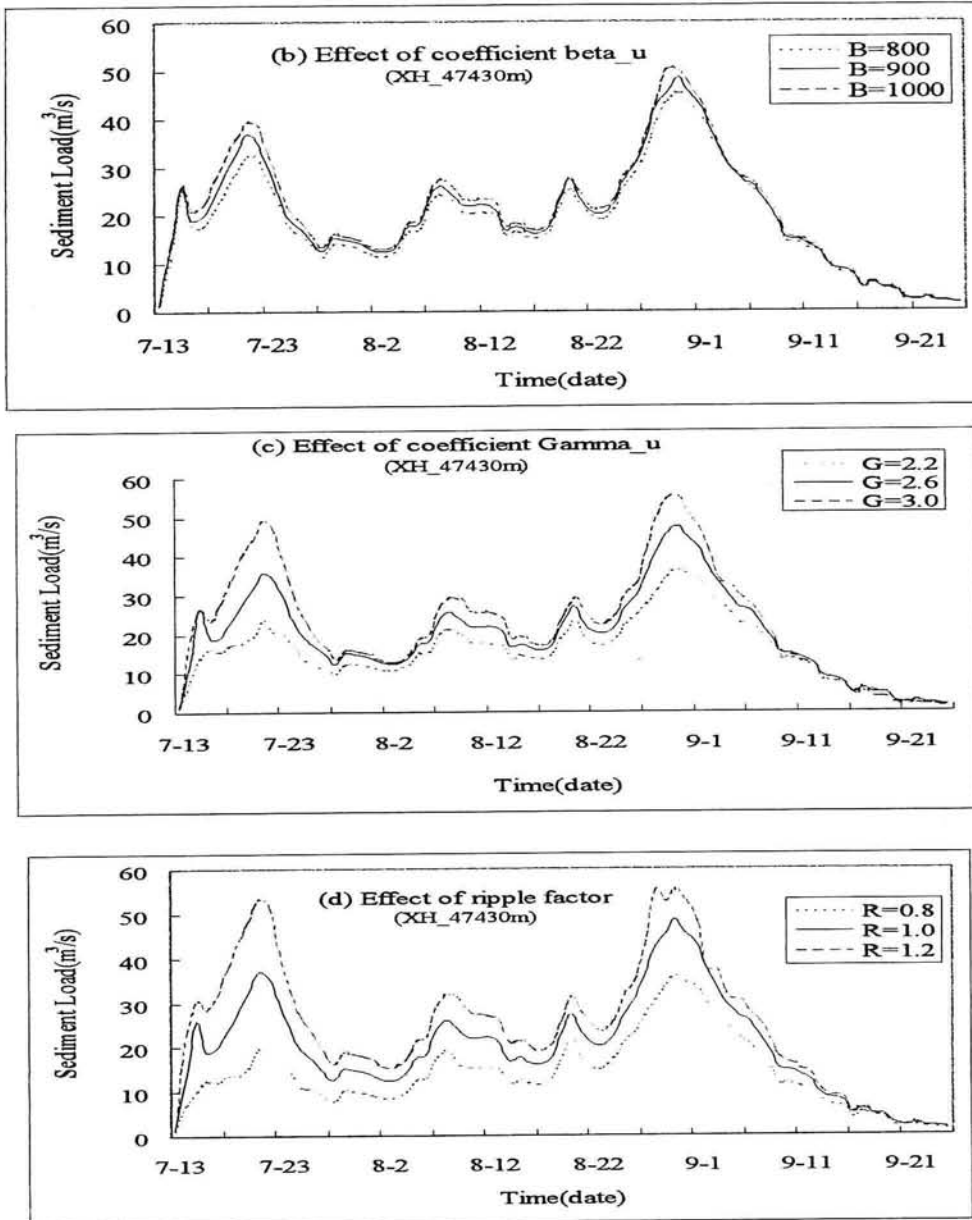 (b) Effect of coefficient beta_u
(XH_47430m)
B=800
B=900
B=1000
Sediment Load(m³/s)
60
50
40
30
20
10
0
7-13 7-23 8-2 8-12 8-22 9-1 9-11 9-21
Time(date)
(c) Effect of coefficient Gamma_u
(XH_47430m)
G=2.2
G=2.6
G=3.0
Sediment Load(m³/s)
60
50
40
30
20
10
0
7-13 7-23 8-2 8-12 8-22 9-1 9-11 9-21
Time(date)
(d) Effect of ripple factor
(XH_47430m)
R=0.8
R=1.0
R=1.2
Sediment Load(m³/s)
60
50
40
30
20
10
0
7-13 7-23 8-2 8-12 8-22 9-1 9-11 9-21
Time(date)